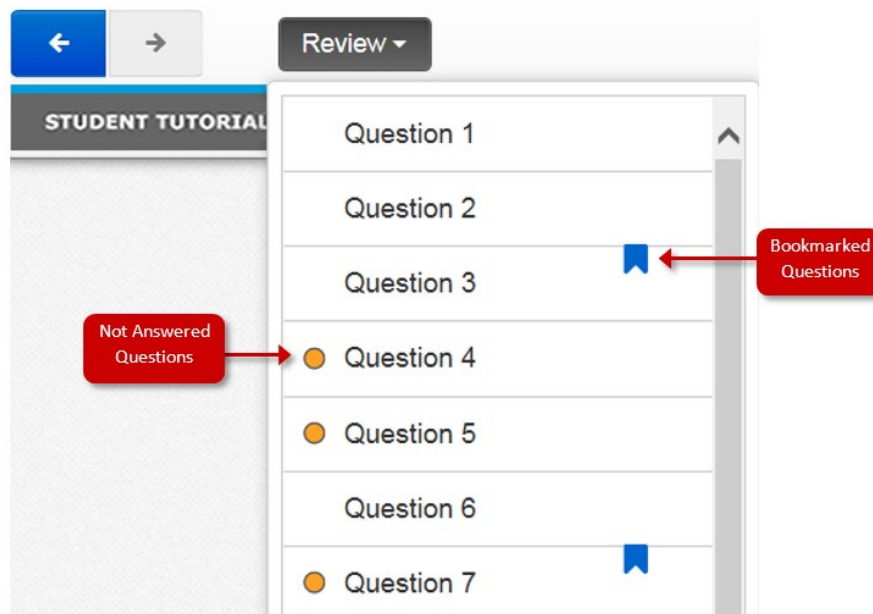 Review
STUDENT TUTORIAL
Question 1
Question 2
Bookmarked
Questions
Question 3
Not Answered
Questions
Question 4
Question 5
Question 6
Question 7